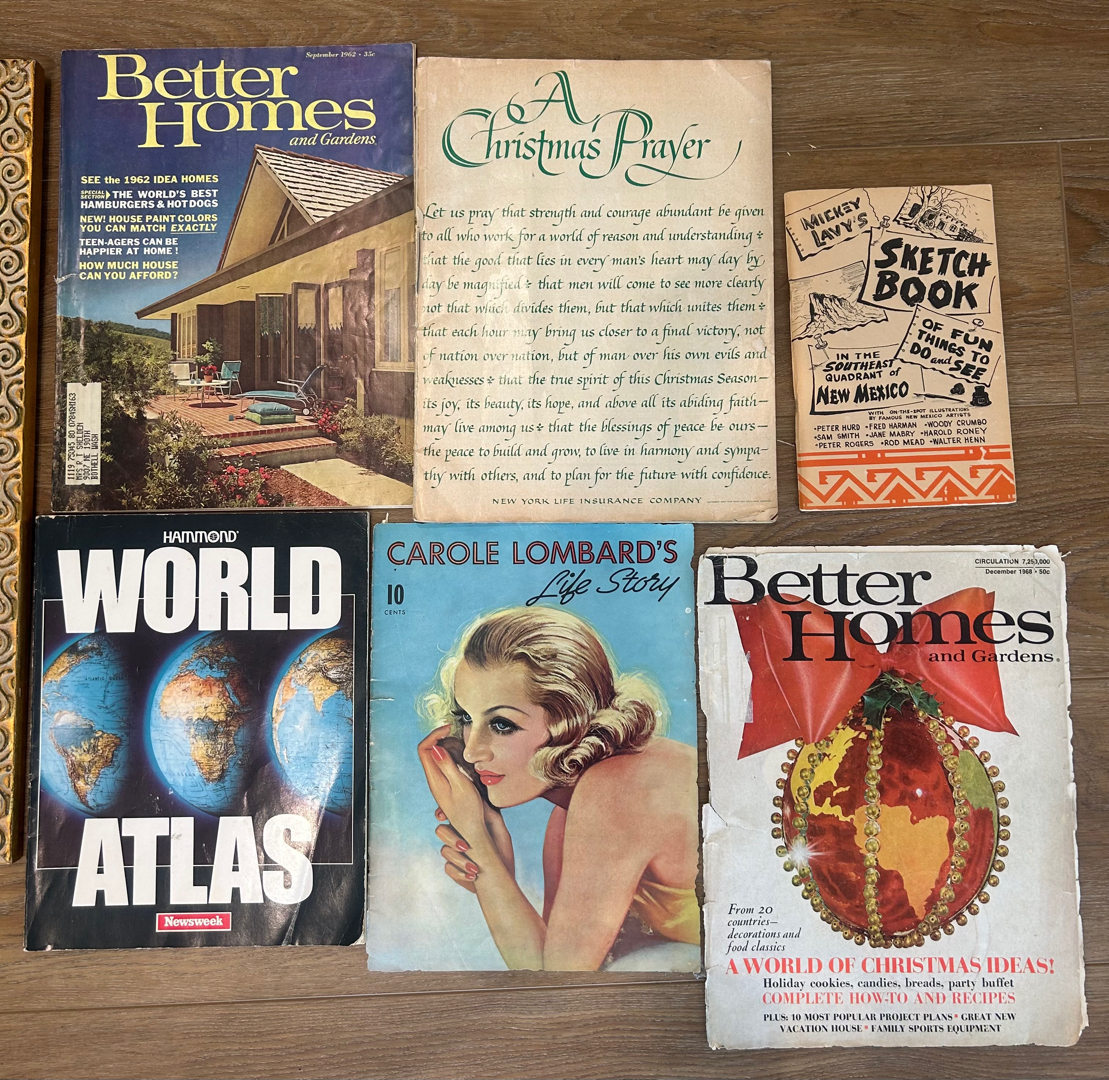 September 1962 • 35c
Better
Homes
and Gardens
SEE the 1962 IDEA HOMES
SPECIAL SECTION THE WORLD'S BEST
HAMBURGERS & HOT DOGS
NEW! HOUSE PAINT COLORS
YOU CAN MATCH EXACTLY
TEEN-AGERS CAN BE
HAPPIER AT HOME!
HOW MUCH HOUSE
CAN YOU AFFORD?
MRS R T SHELDON
BOTHELL WASH
A
Christmas Prayer
Let us pray that strength and courage abundant be given
to all who work for a world of reason and understanding
that the good that lies in every man's heart may day by
day be magnified that men will come to see more clearly
not that which divides them, but that which unites them
that each hour may bring us closer to a final victory, not
of nation over nation, but of man over his own evils and
weaknesses that the true spirit of this Christmas Season—
its joy, its beauty, its hope, and above all its abiding faith—
may live among us that the blessings of peace be ours—
the peace to build and grow, to live in harmony and sympa-
thy with others, and to plan for the future with confidence.
NEW YORK LIFE INSURANCE COMPANY
MICKEY
LAVY'S
SKETCH
BOOK
OF FUN
THINGS TO
DO and SEE
IN THE
SOUTHEAST
QUADRANT OF
NEW MEXICO
WITH ON-THE-SPOT ILLUSTRATIONS
BY FAMOUS NEW MEXICO ARTISTS
•PETER HURD •FRED HARMAN •WOODY CRUMBO
•SAM SMITH •JANE MABRY •HAROLD RONEY
•PETER ROGERS •ROD MEAD •WALTER HENN
HAMMOND
WORLD
ATLAS
Newsweek
CAROLE LOMBARD'S
Life Story
10
CENTS
CIRCULATION 7,250,000
December 1968 • 50c
Better
Homes
and Gardens
From 20
countries—
decorations and
food classics
A WORLD OF CHRISTMAS IDEAS!
Holiday cookies, candies, breads, party buffet
COMPLETE HOW-TO AND RECIPES
PLUS: 10 MOST POPULAR PROJECT PLANS * GREAT NEW
VACATION HOUSE * FAMILY SPORTS EQUIPMENT